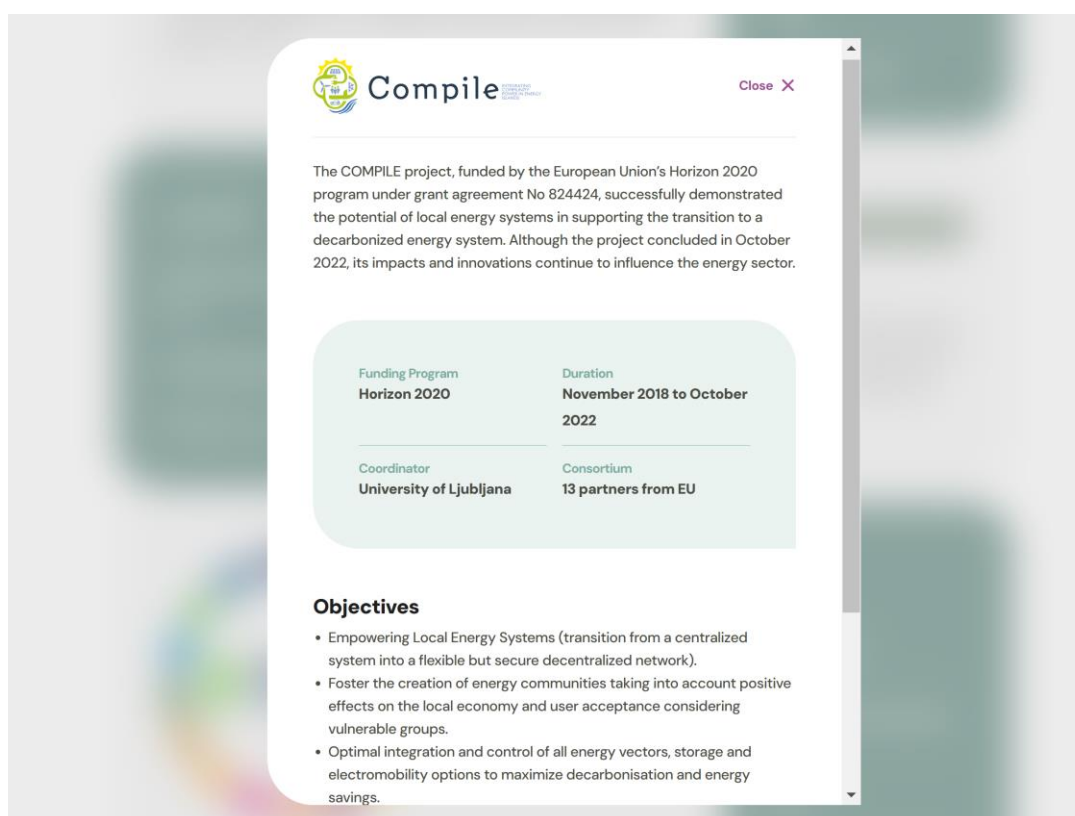 Compile
INTEGRATING
COMMUNITY
POWER IN ENERGY
ISLANDS
Close
The COMPILE project, funded by the European Union’s Horizon 2020
program under grant agreement No 824424, successfully demonstrated
the potential of local energy systems in supporting the transition to a
decarbonized energy system. Although the project concluded in October
2022, its impacts and innovations continue to influence the energy sector.
Funding Program
Horizon 2020
Duration
November 2018 to October
2022
Coordinator
University of Ljubljana
Consortium
13 partners from EU
Objectives
• Empowering Local Energy Systems (transition from a centralized
system into a flexible but secure decentralized network).
• Foster the creation of energy communities taking into account positive
effects on the local economy and user acceptance considering
vulnerable groups.
• Optimal integration and control of all energy vectors, storage and
electromobility options to maximize decarbonisation and energy
savings.